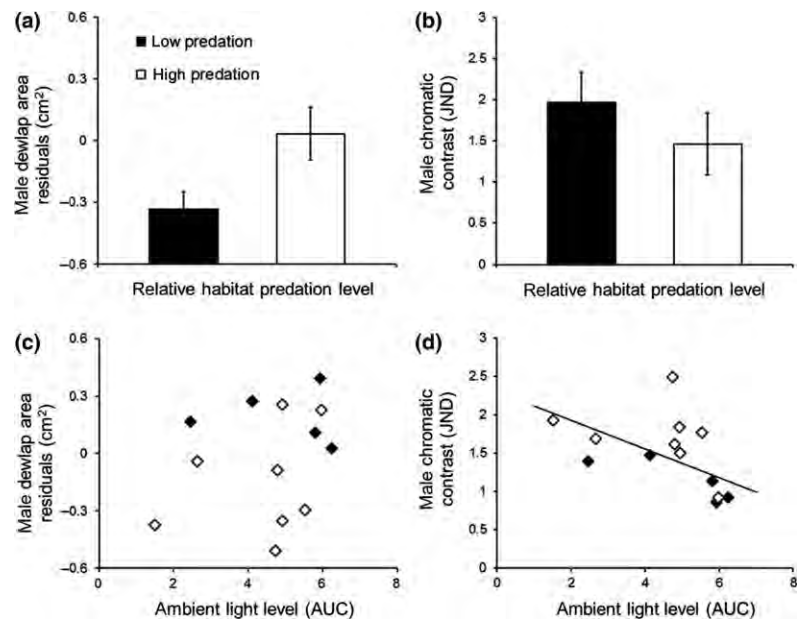 (a)
Male dewlap area
residuals (cm²)
0.6
0.3
0
–0.3
–0.6
Low predation
High predation
Relative habitat predation level
(b)
Male chromatic
contrast (JND)
3
2.5
2
1.5
1
0.5
0
Relative habitat predation level
(c)
Male dewlap area
residuals (cm²)
0.6
0.3
0
–0.3
–0.6
0 2 4 6 8
Ambient light level (AUC)
(d)
Male chromatic
contrast (JND)
3
2.5
2
1.5
1
0.5
0
0 2 4 6 8
Ambient light level (AUC)